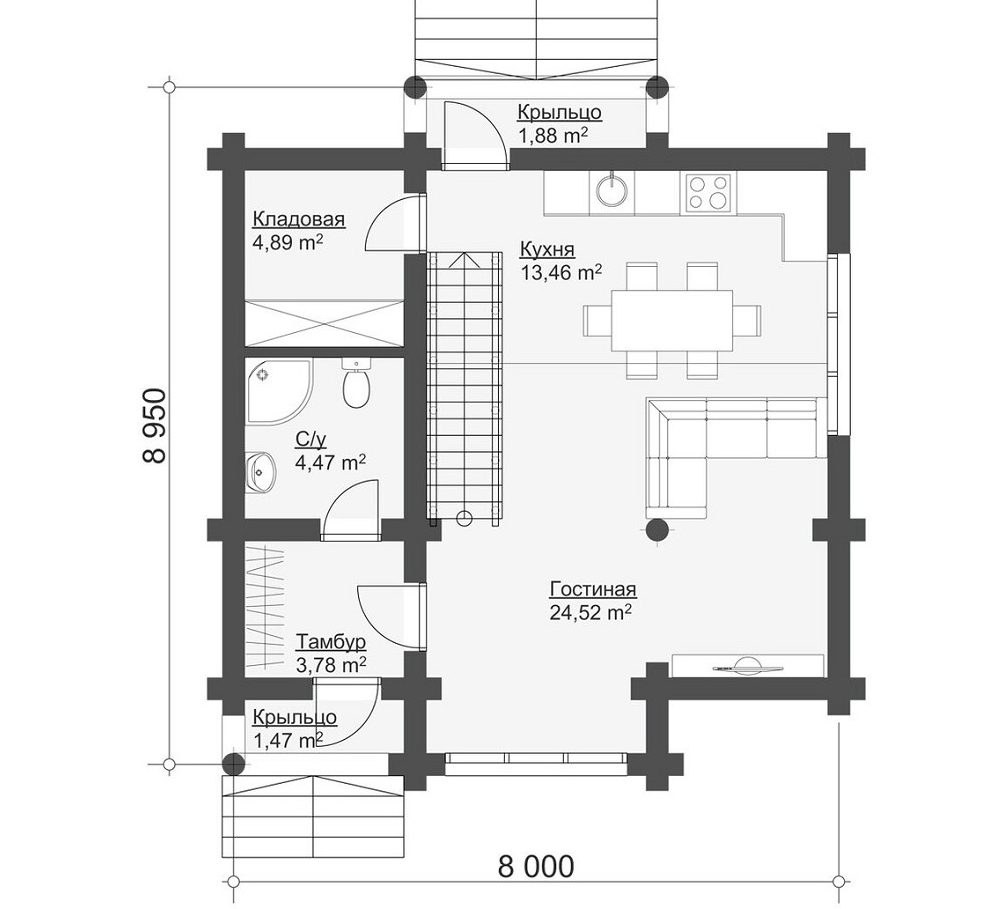 Крыльцо
1,88 m²
Кладовая
4,89 m²
Кухня
13,46 m²
8 950
С/у
4,47 m²
Гостиная
24,52 m²
Тамбур
3,78 m²
Крыльцо
1,47 m²
8 000